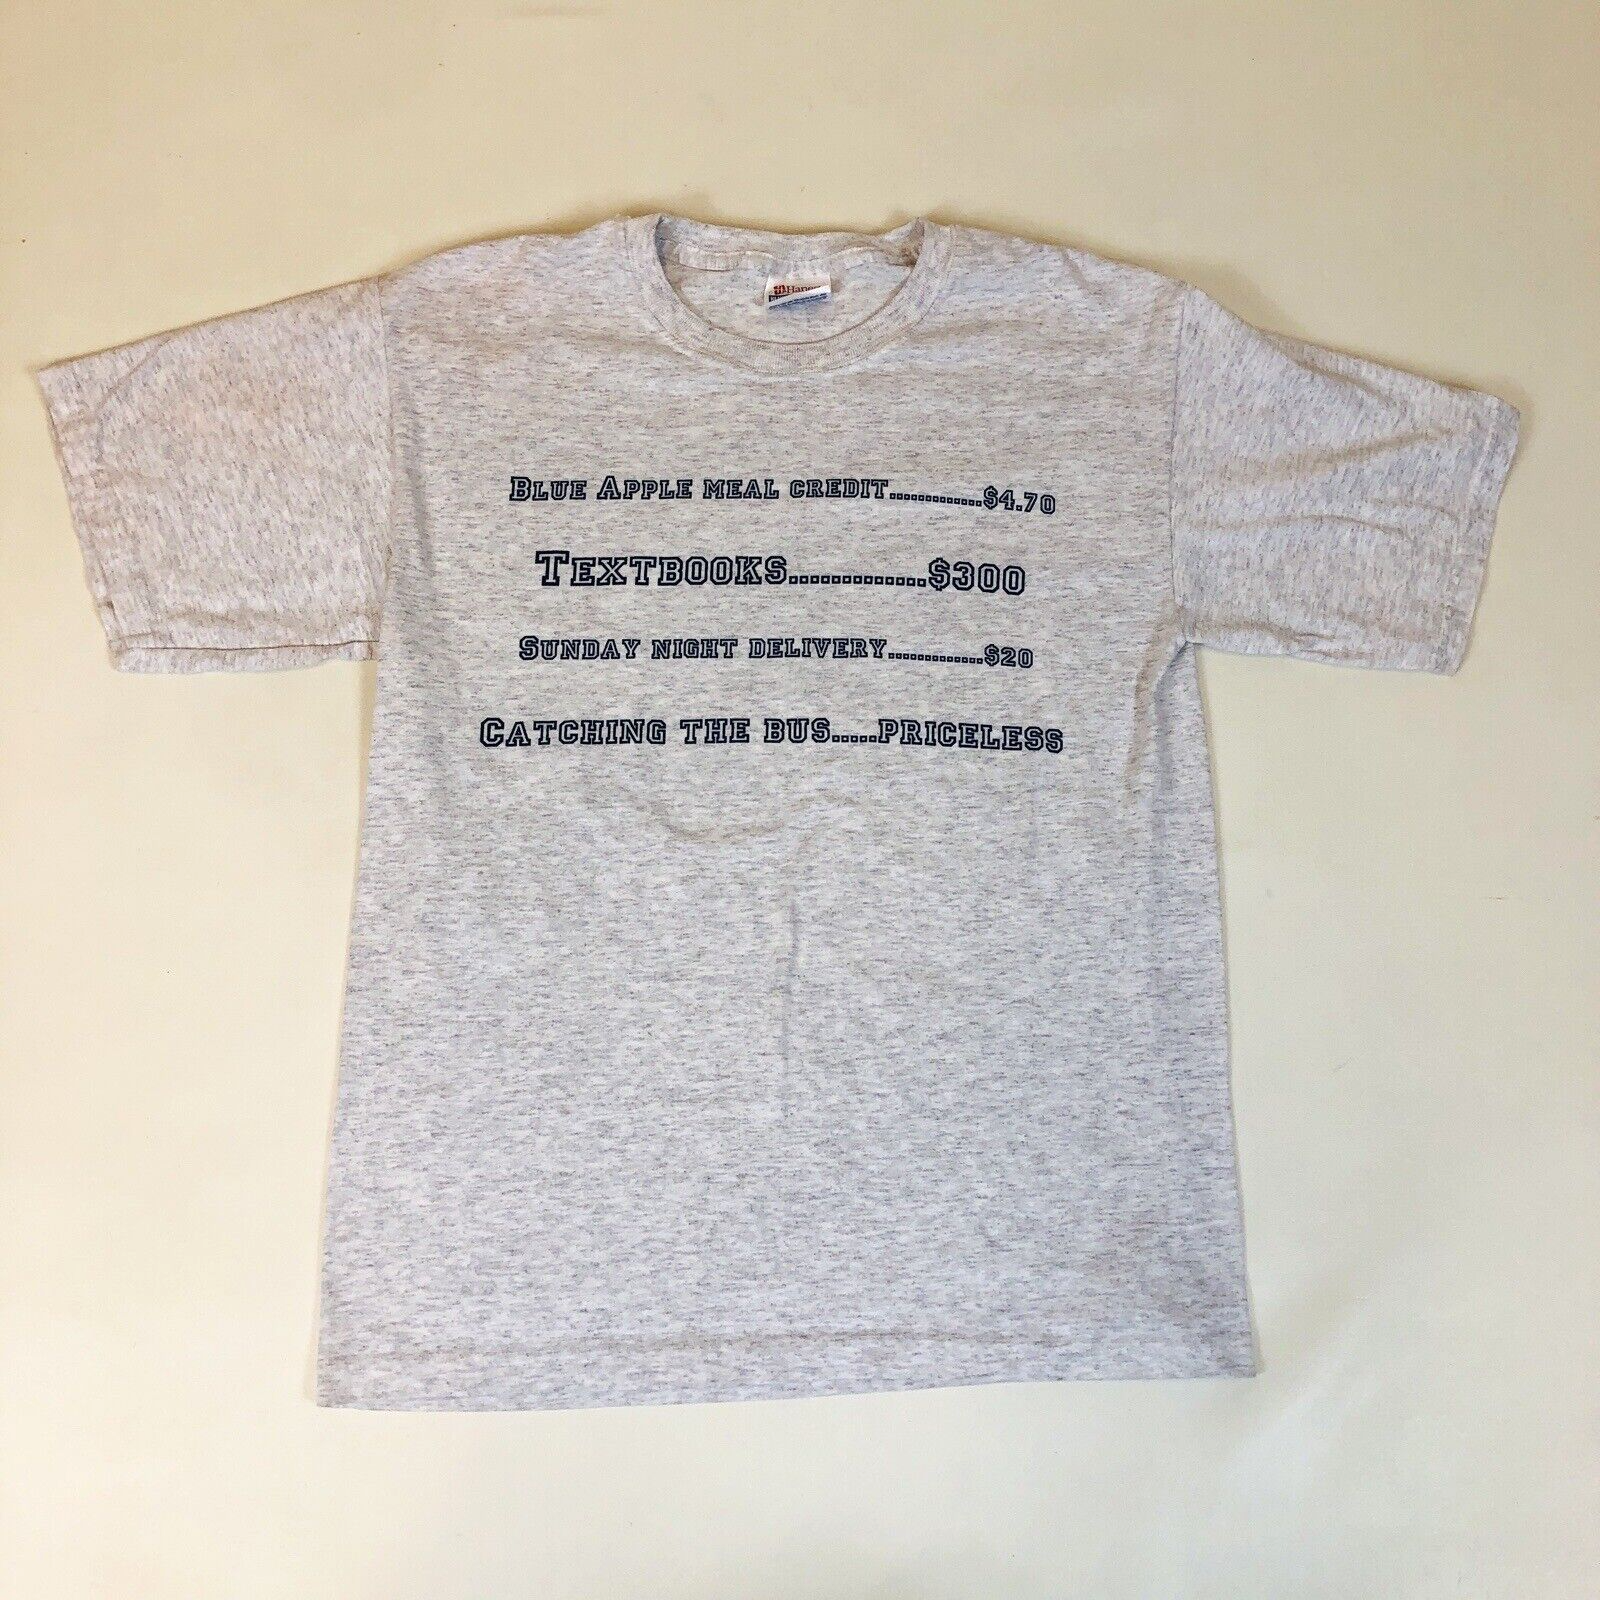 Hanes
BLUE APPLE MEAL CREDIT.............$4.70
TEXTBOOKS.............$300
SUNDAY NIGHT DELIVERY.............$20
CATCHING THE BUS.....PRICELESS